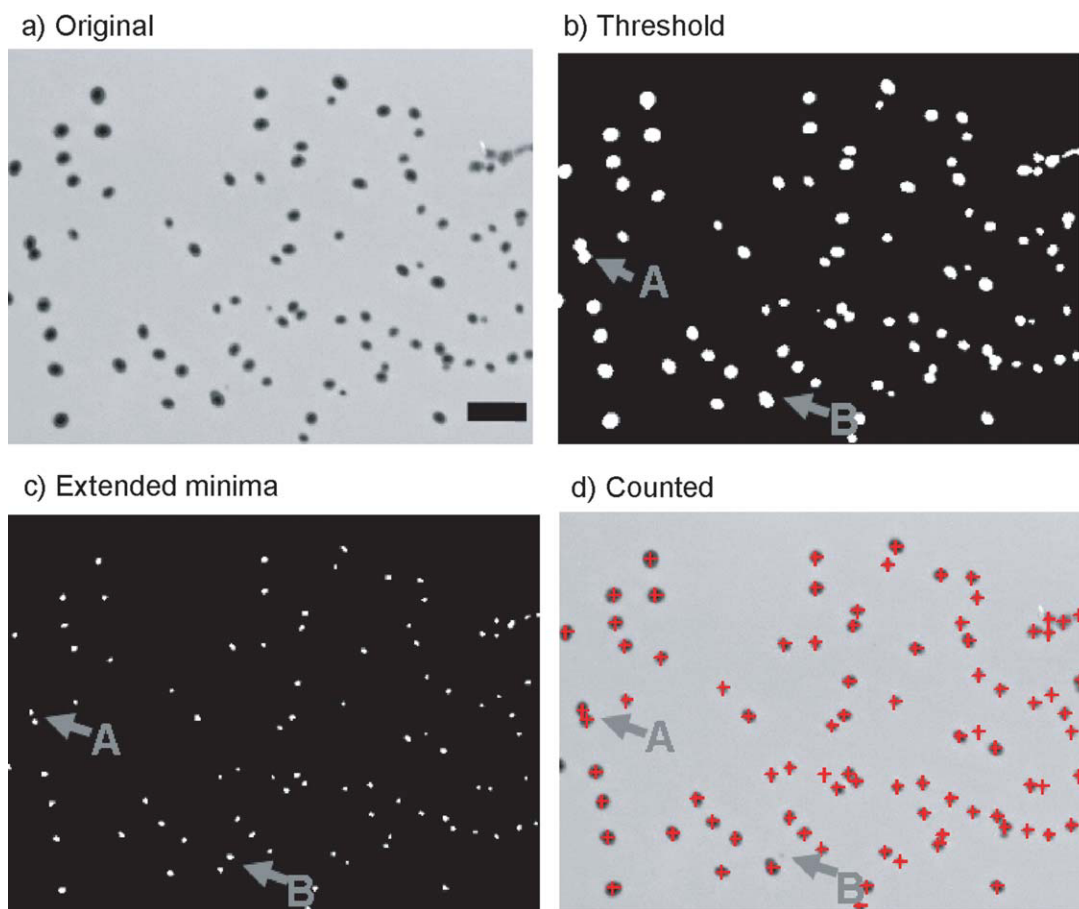 a) Original
b) Threshold
A
B
c) Extended minima
d) Counted
A
B
A
B